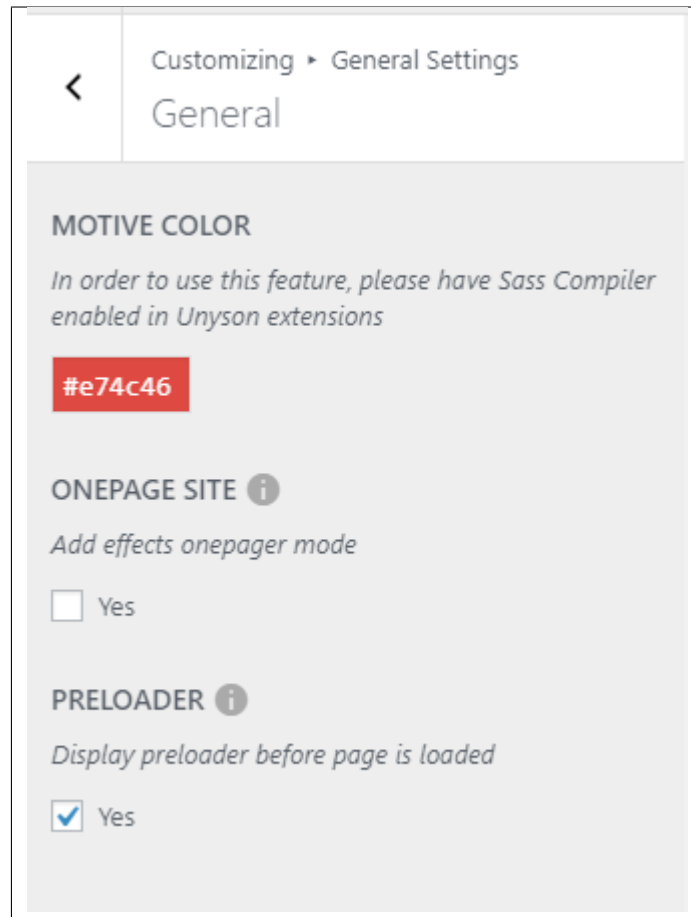 Customizing ▸ General Settings
General
MOTIVE COLOR
In order to use this feature, please have Sass Compiler
enabled in Unyson extensions
#e74c46
ONEPAGE SITE
Add effects onepager mode
Yes
PRELOADER
Display preloader before page is loaded
Yes